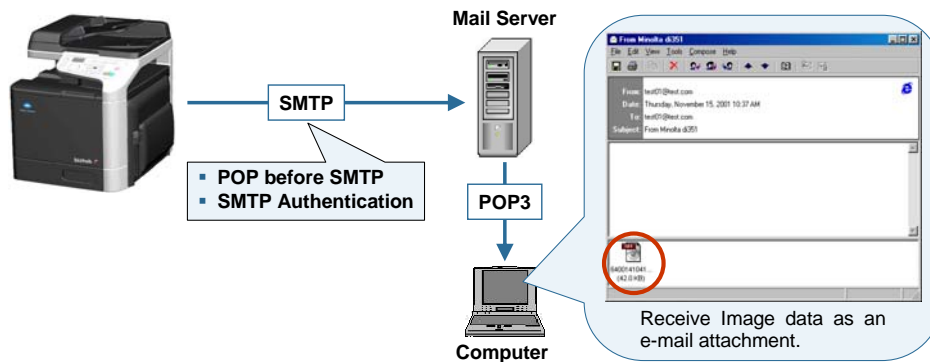 Mail Server
From Minolta di351
File Edit View Tools Compose Help
SMTP
From: test01@test.com
Date: Thursday, November 15, 2001 10:37 AM
To: test01@test.com
Subject: From Minolta di351
bizhub
▪ POP before SMTP
▪ SMTP Authentication
POP3
6400141041...
(42.0 KB)
Receive Image data as an
e-mail attachment.
Computer